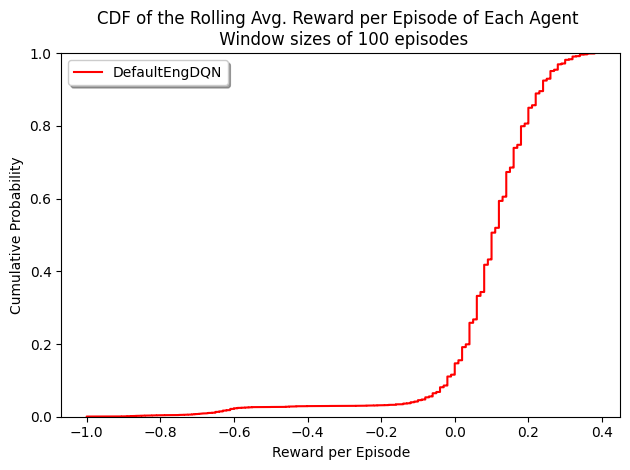 CDF of the Rolling Avg. Reward per Episode of Each Agent
Window sizes of 100 episodes
DefaultEngDQN
Cumulative Probability
1.0
0.8
0.6
0.4
0.2
0.0
−1.0 −0.8 −0.6 −0.4 −0.2 0.0 0.2 0.4
Reward per Episode